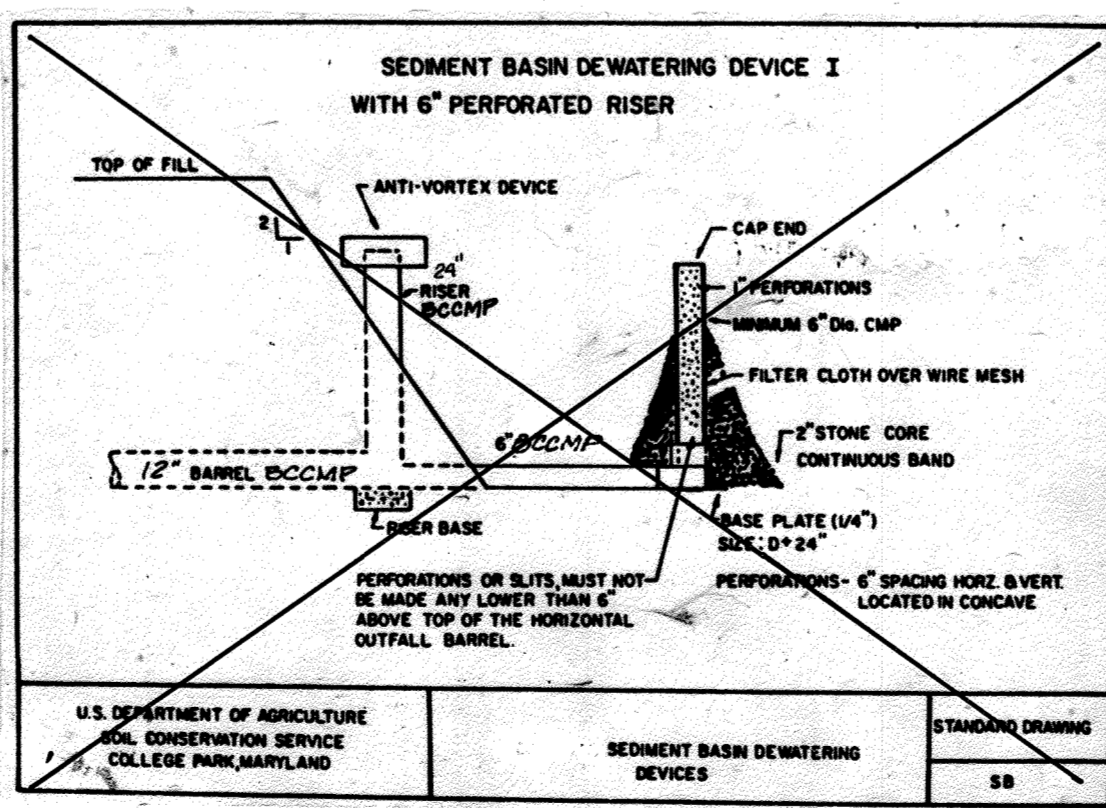 SEDIMENT BASIN DEWATERING DEVICE I
WITH 6" PERFORATED RISER
TOP OF FILL
ANTI-VORTEX DEVICE
2
1
24"
RISER
BCCMP
CAP END
1" PERFORATIONS
MINIMUM 6" Dia. CMP
FILTER CLOTH OVER WIRE MESH
6" BCCMP
2" STONE CORE
CONTINUOUS BAND
12" BARREL BCCMP
RISER BASE
BASE PLATE (1/4")
SIZE: D+24"
PERFORATIONS OR SLITS, MUST NOT
BE MADE ANY LOWER THAN 6"
ABOVE TOP OF THE HORIZONTAL
OUTFALL BARREL.
PERFORATIONS- 6" SPACING HORZ. & VERT.
LOCATED IN CONCAVE
U.S. DEPARTMENT OF AGRICULTURE
SOIL CONSERVATION SERVICE
COLLEGE PARK, MARYLAND
SEDIMENT BASIN DEWATERING
DEVICES
STANDARD DRAWING
SB